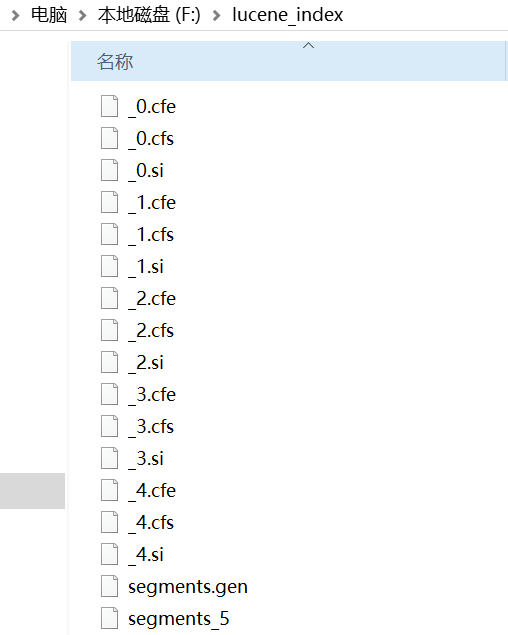 电脑 > 本地磁盘 (F:) > lucene_index
名称
_0.cfe
_0.cfs
_0.si
_1.cfe
_1.cfs
_1.si
_2.cfe
_2.cfs
_2.si
_3.cfe
_3.cfs
_3.si
_4.cfe
_4.cfs
_4.si
segments.gen
segments_5